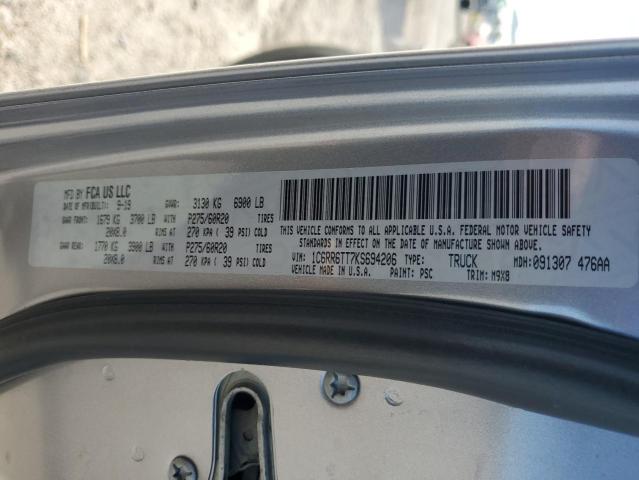 MFD BY FCA US LLC
DATE OF MFR(BUILT): 9-19 GVWR: 3130 KG 6900 LB
GAWR FRONT: 1679 KG 3700 LB P275/60R20 TIRES
20X8.0 RIMS AT 270 KPA ( 39 PSI) COLD
GAWR REAR: 1770 KG 3900 LB P275/60R20 TIRES
20X8.0 RIMS AT 270 KPA ( 39 PSI) COLD
THIS VEHICLE CONFORMS TO ALL APPLICABLE U.S.A. FEDERAL MOTOR VEHICLE SAFETY
STANDARDS IN EFFECT ON THE DATE OF MANUFACTURE SHOWN ABOVE.
VIN: 1C6RR6TT7KS694206 TYPE: TRUCK MDH: 091307 476AA
VEHICLE MADE IN U.S.A. PAINT: PSC TRIM: M9X8